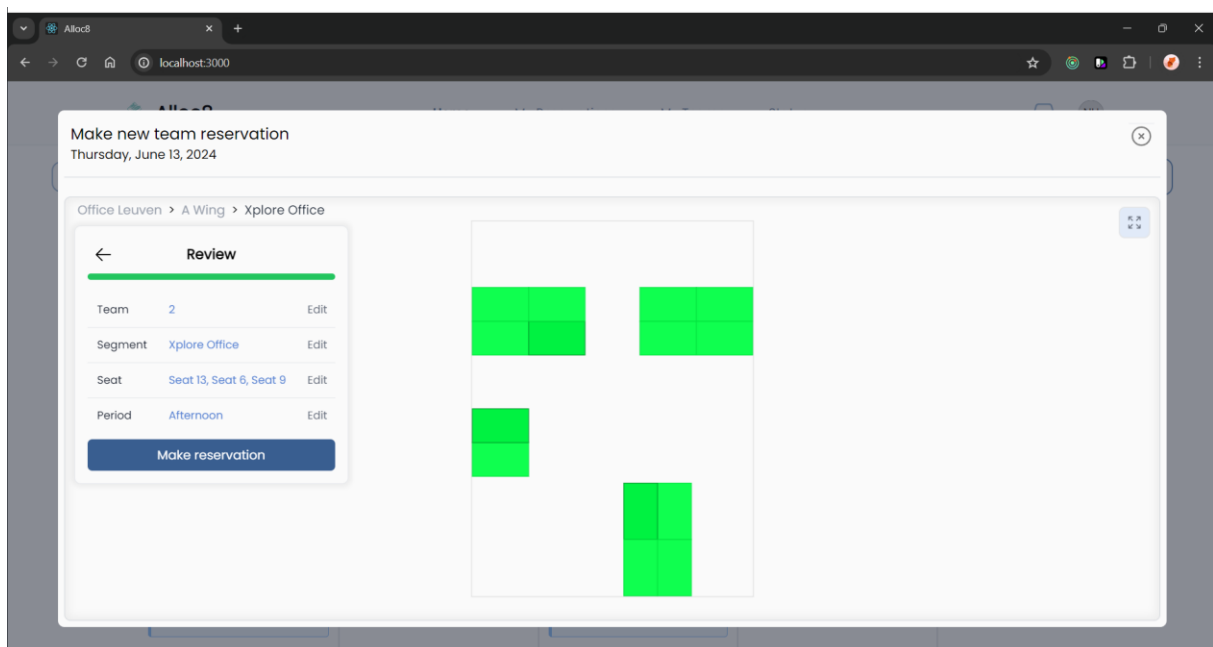 Alloc8
localhost:3000
Make new team reservation
Thursday, June 13, 2024
Office Leuven > A Wing > Xplore Office
Review
Team 2 Edit
Segment Xplore Office Edit
Seat Seat 13, Seat 6, Seat 9 Edit
Period Afternoon Edit
Make reservation